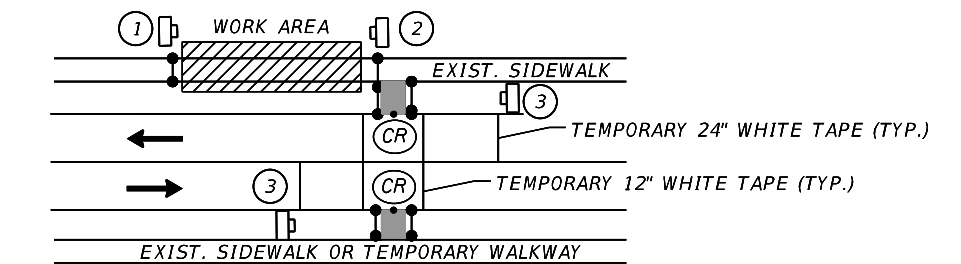 1 WORK AREA 2
EXIST. SIDEWALK
3
CR TEMPORARY 24" WHITE TAPE (TYP.)
3 CR TEMPORARY 12" WHITE TAPE (TYP.)
EXIST. SIDEWALK OR TEMPORARY WALKWAY